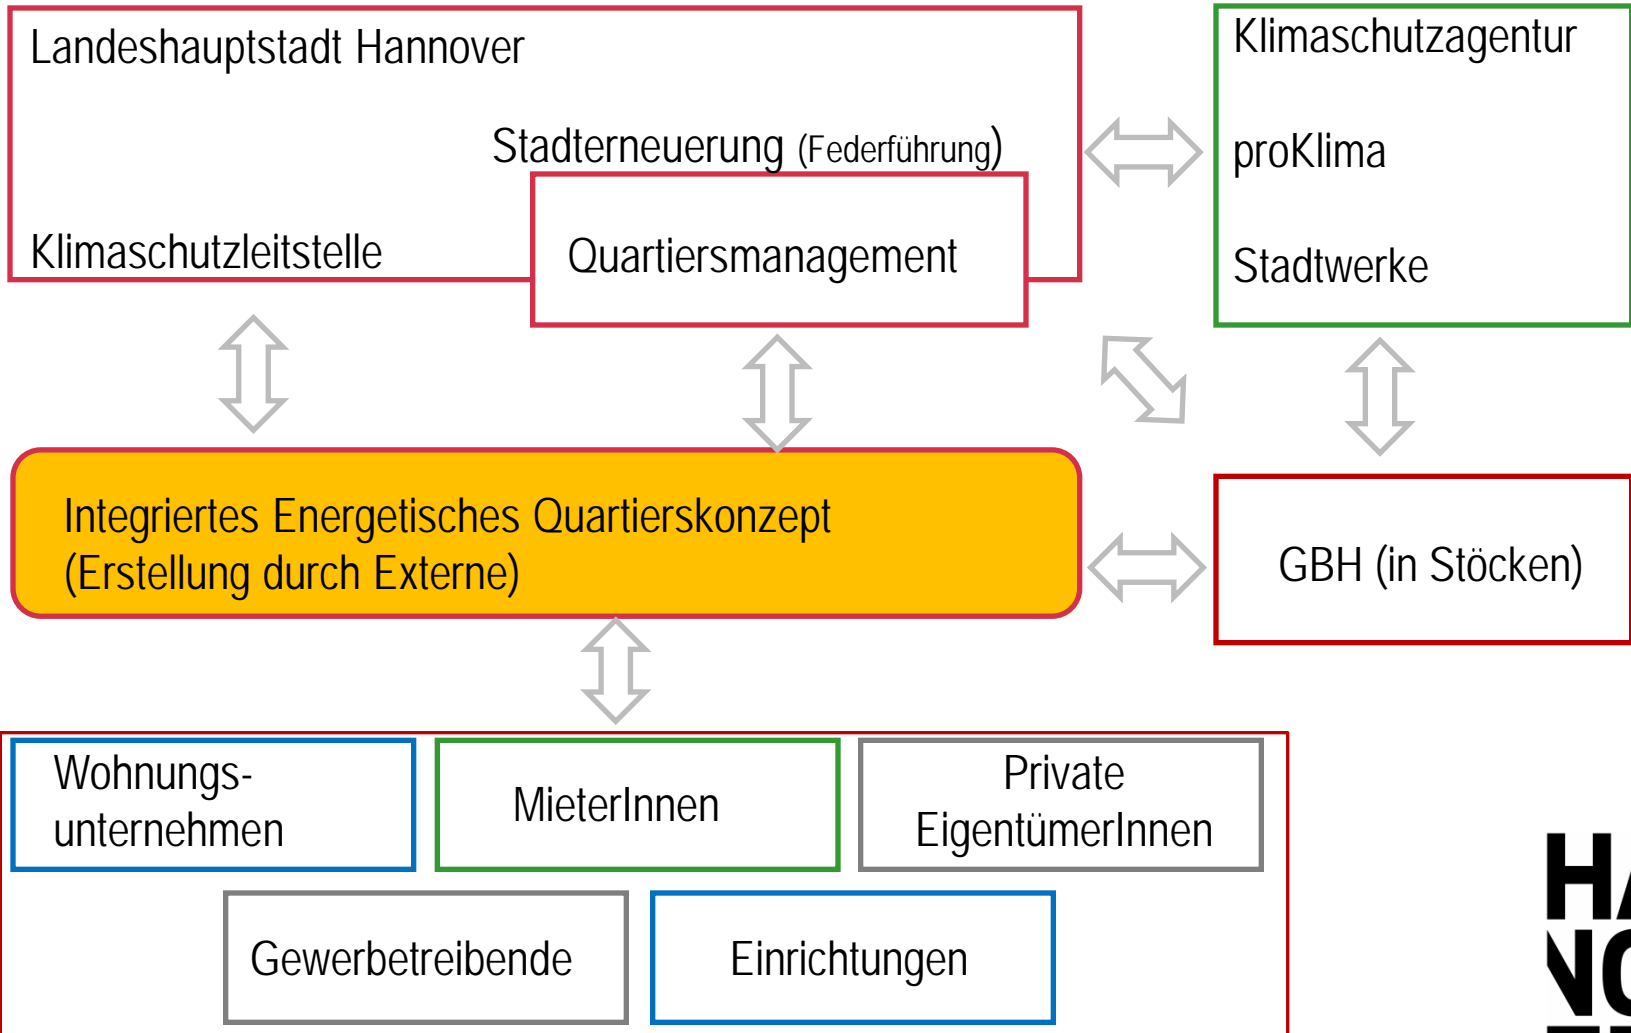 Landeshauptstadt Hannover
Stadterneuerung (Federführung)
Klimaschutzleitstelle
Quartiersmanagement
Klimaschutzagentur
proKlima
Stadtwerke
Integriertes Energetisches Quartierskonzept
(Erstellung durch Externe)
GBH (in Stöcken)
Wohnungs-
unternehmen
MieterInnen
Private
EigentümerInnen
Gewerbetreibende
Einrichtungen